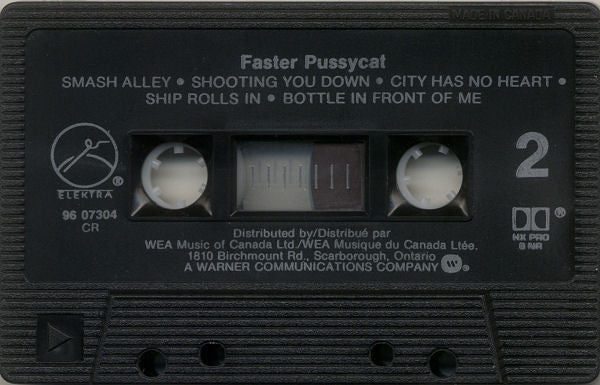 MADE IN CANADA
Faster Pussycat
SMASH ALLEY • SHOOTING YOU DOWN • CITY HAS NO HEART •
SHIP ROLLS IN • BOTTLE IN FRONT OF ME
ELEKTRA ®
96 07304
CR
2
®
HX PRO
B NR
Distributed by/Distribué par
WEA Music of Canada Ltd./WEA Musique du Canada Ltée.
1810 Birchmount Rd., Scarborough, Ontario
A WARNER COMMUNICATIONS COMPANY ®.